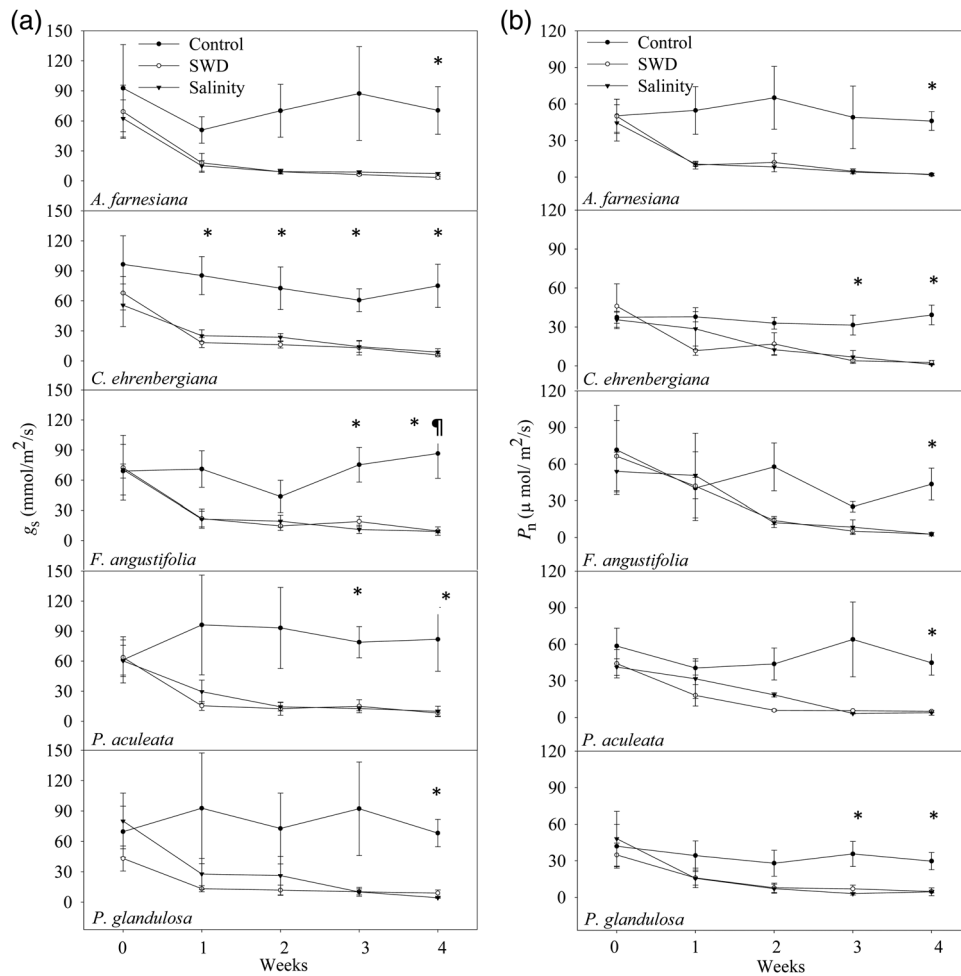 (a)
150
120
90
60
30
0
Control
SWD
Salinity
*
A. farnesiana
150
120
90
60
30
0
* * * *
C. ehrenbergiana
150
120
90
60
30
0
* * ¶
F. angustifolia
150
120
90
60
30
0
* *
P. aculeata
150
120
90
60
30
0
*
P. glandulosa
gs (mmol/m²/s)
0 1 2 3 4
Weeks
(b)
120
90
60
30
0
Control
SWD
Salinity
*
A. farnesiana
120
90
60
30
0
* *
C. ehrenbergiana
120
90
60
30
0
*
F. angustifolia
120
90
60
30
0
*
P. aculeata
120
90
60
30
0
* *
P. glandulosa
Pn (μ mol/ m²/s)
0 1 2 3 4
Weeks